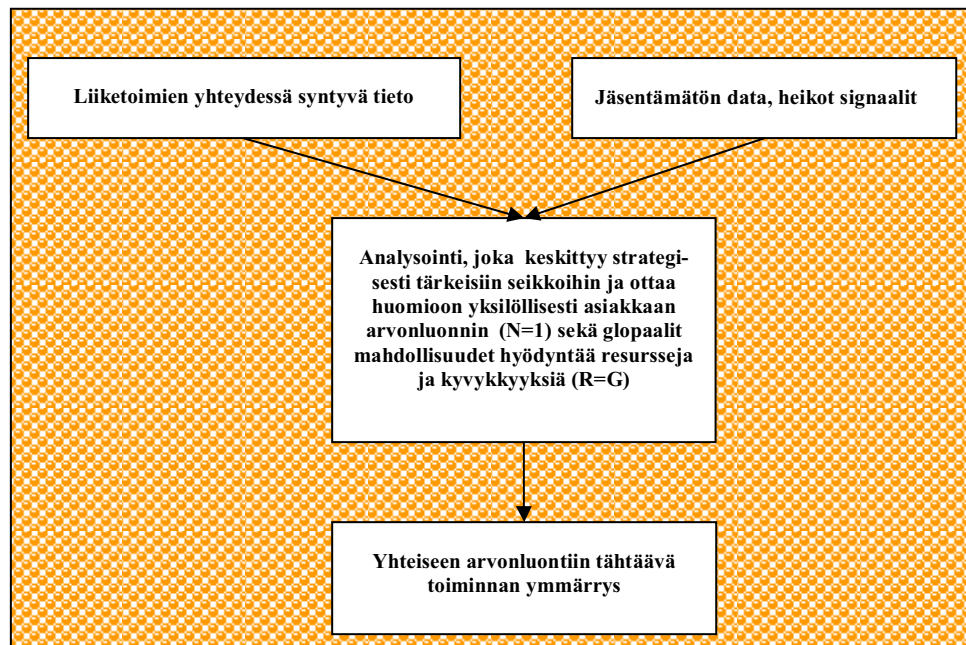 Liiketoimien yhteydessä syntyvä tieto
Jäsentämätön data, heikot signaalit
Analysointi, joka keskittyy strategi-
sesti tärkeisiin seikkoihin ja ottaa
huomioon yksilöllisesti asiakkaan
arvonluonnin (N=1) sekä glopaalit
mahdollisuudet hyödyntää resursseja
ja kyvykkyyksiä (R=G)
Yhteiseen arvonluontiin tähtäävä
toiminnan ymmärrys